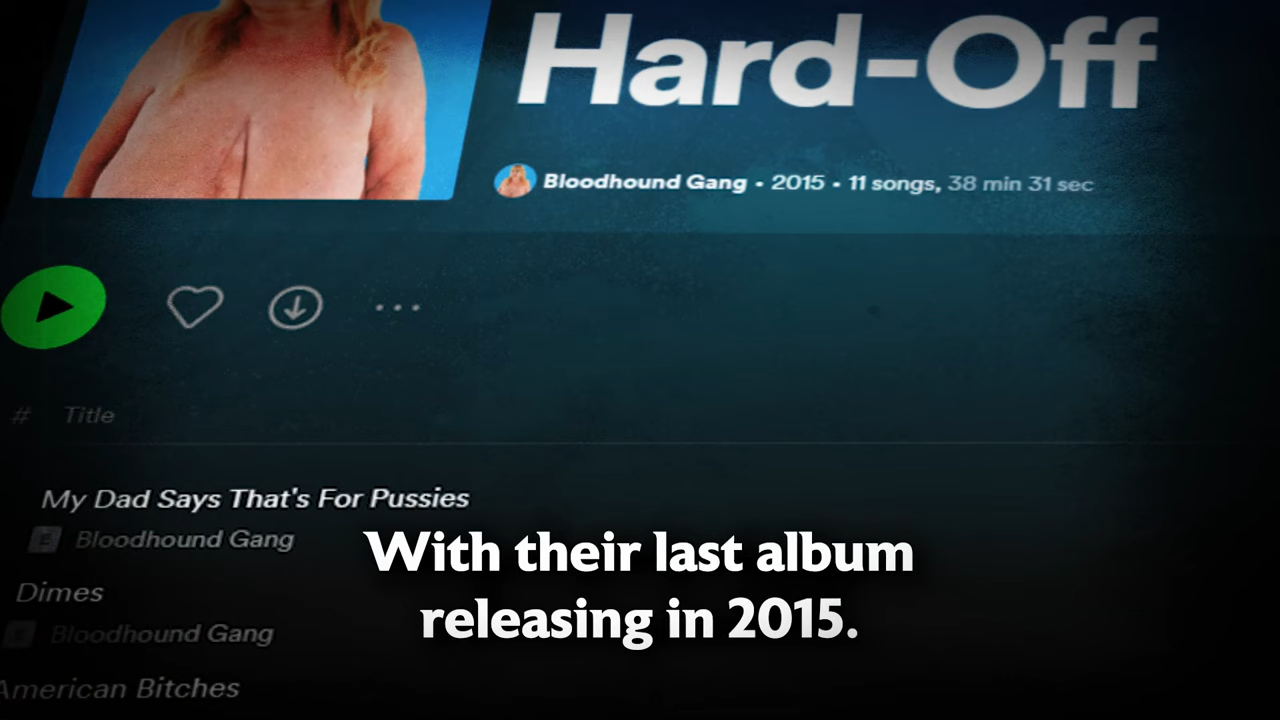 Hard-Off
Bloodhound Gang • 2015 • 11 songs, 38 min 31 sec
# Title
My Dad Says That's For Pussies
E Bloodhound Gang
Dimes
E Bloodhound Gang
American Bitches
With their last album
releasing in 2015.